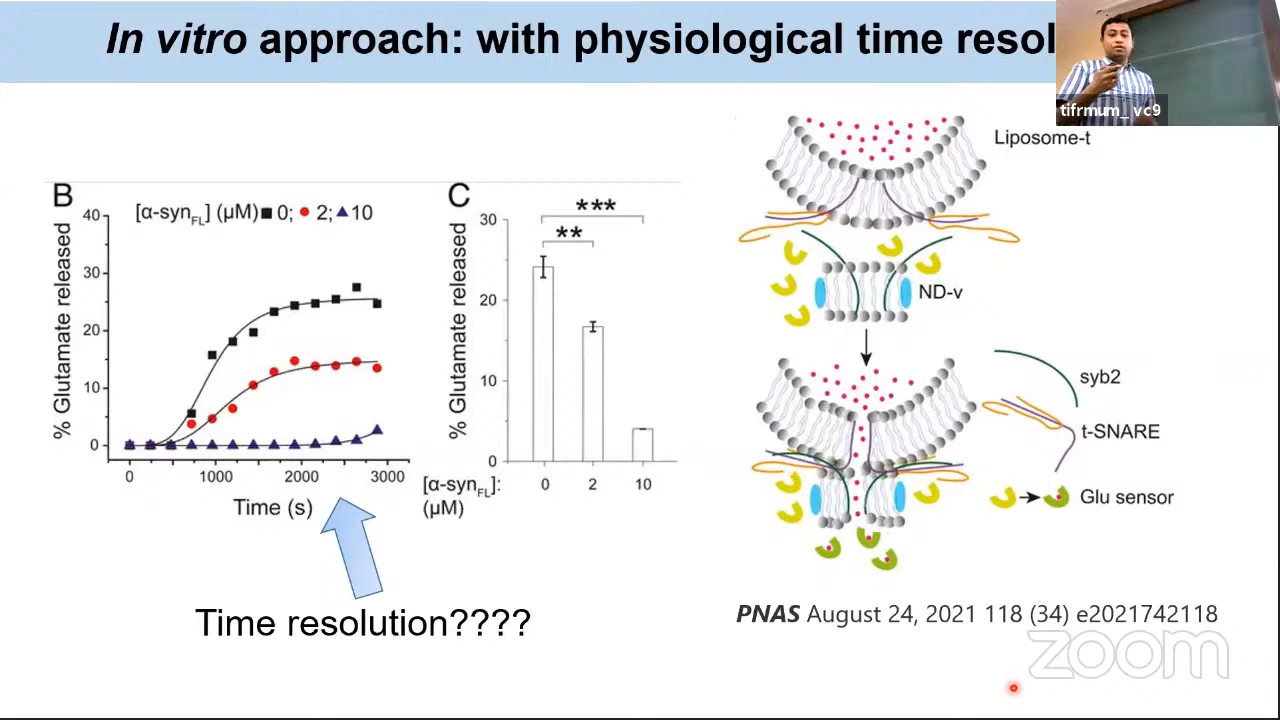 In vitro approach: with physiological time resol
tifrmum_ vc9
Liposome-t
B
[α-synFL] (μM) 0; 2; 10
% Glutamate released
40
30
20
10
0
0 1000 2000 3000
Time (s)
C
*** 
**
% Glutamate released
30
20
10
0
[α-synFL]: 0 2 10
(μM)
ND-v
syb2
t-SNARE
Glu sensor
Time resolution????
PNAS August 24, 2021 118 (34) e2021742118
zoom